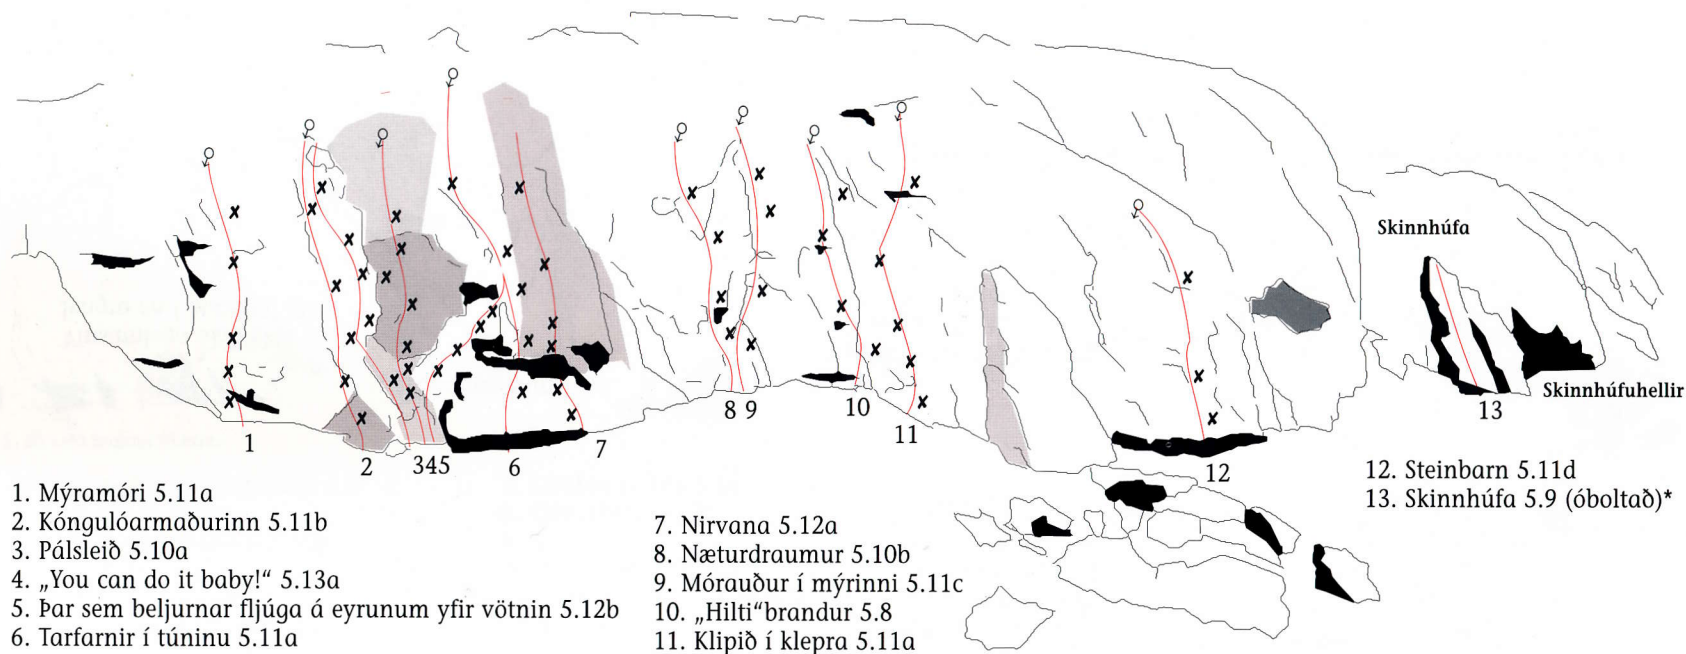 Skinnhúfa
Skinnhúfuhellir
1
2
345
6
7
8 9
10
11
12
13
1. Mýramóri 5.11a
2. Kóngulóarmaðurinn 5.11b
3. Pálsleið 5.10a
4. „You can do it baby!“ 5.13a
5. Þar sem beljurnar fljúga á eyrunum yfir vötnin 5.12b
6. Tarfarnir í túninu 5.11a
7. Nirvana 5.12a
8. Næturdraumur 5.10b
9. Mórauður í mýrinni 5.11c
10. „Hilti“brandur 5.8
11. Klipið í klepra 5.11a
12. Steinbarn 5.11d
13. Skinnhúfa 5.9 (óboltað)*